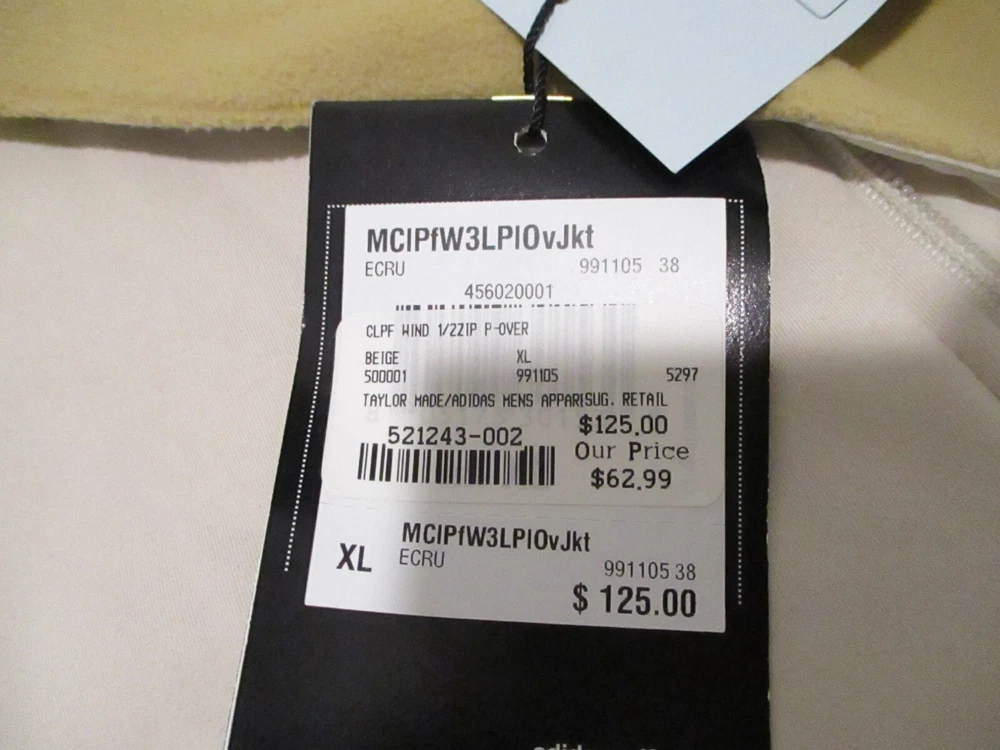 MCIPfW3LPIOvJkt
ECRU 991105 38
456020001
CLPF WIND 1/2ZIP P-OVER
BEIGE XL
500001 991105 5297
TAYLOR MADE/ADIDAS MENS APPARISUG. RETAIL
521243-002 $125.00
Our Price
$62.99
MCIPfW3LPIOvJkt
XL ECRU
991105 38
$ 125.00